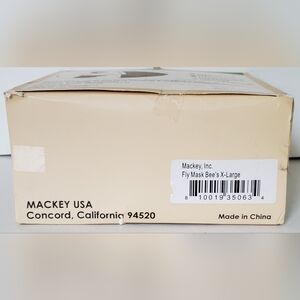 Mackey, Inc.
Fly Mask Bee's X-Large
8 10019 35063 4
MACKEY USA
Concord, California 94520
Made in China